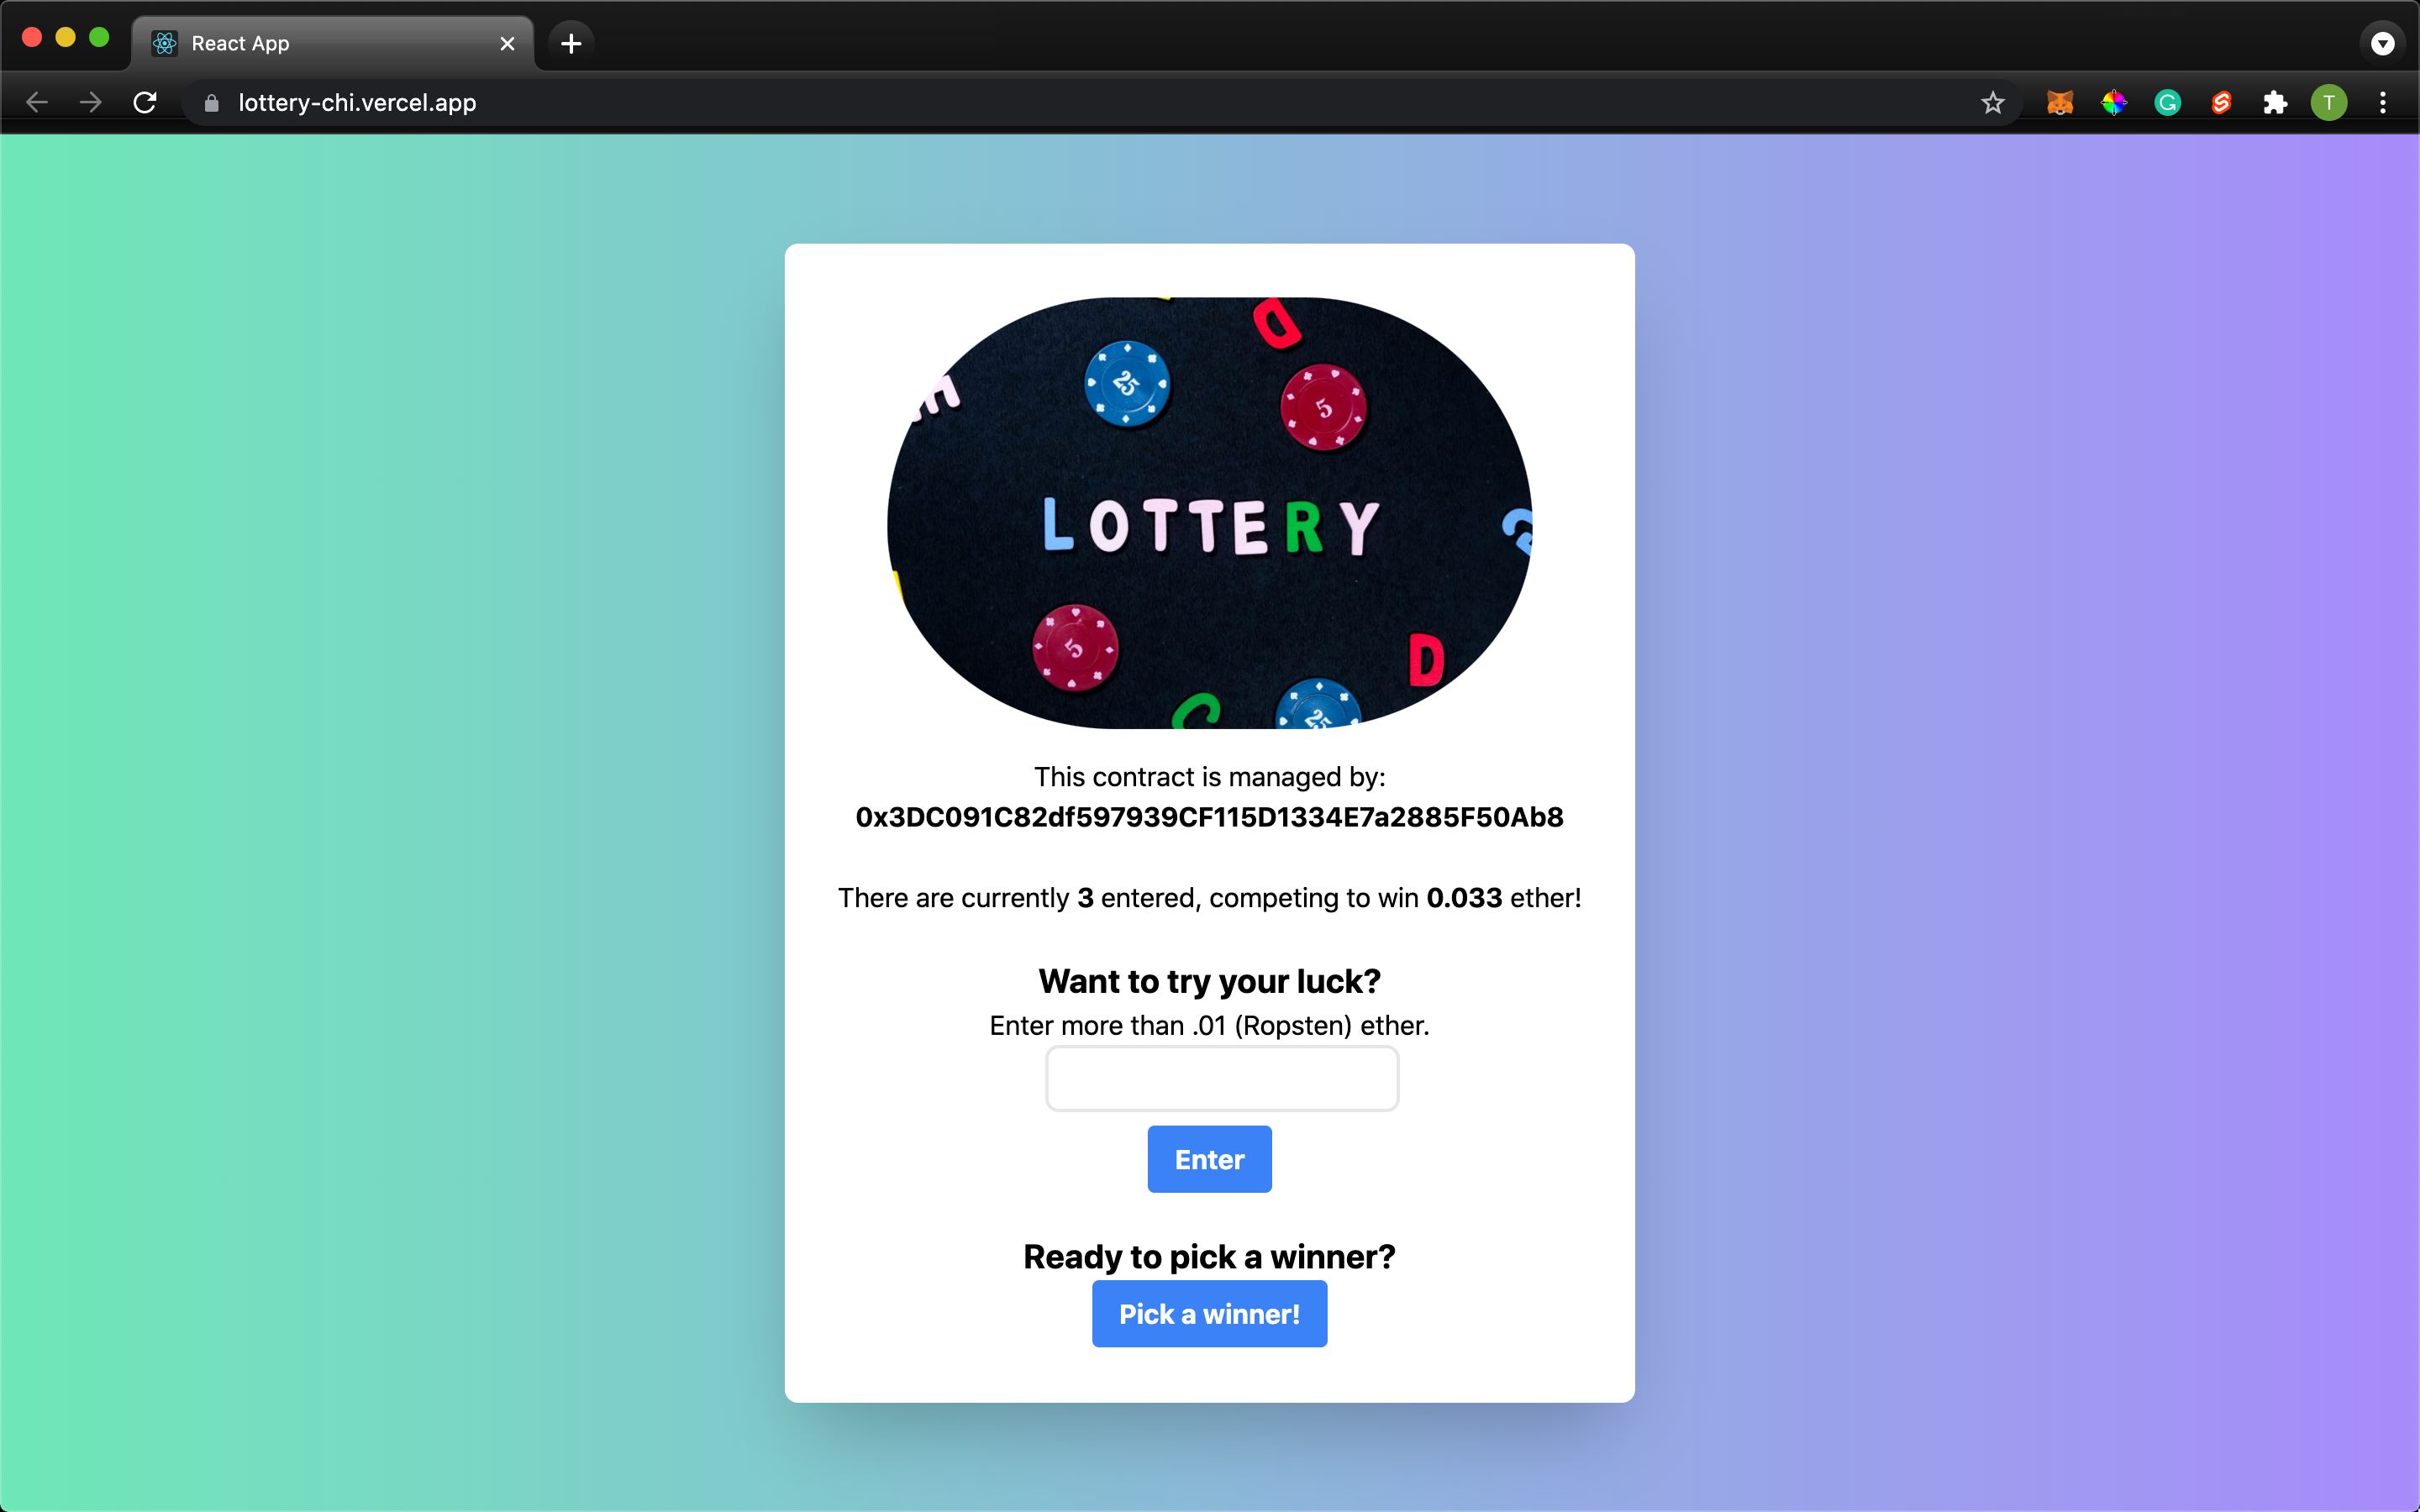 React App
lottery-chi.vercel.app
T
D
E
25
5
LOTTERY
5
D
C
25
This contract is managed by:
0x3DC091C82df597939CF115D1334E7a2885F50Ab8
There are currently 3 entered, competing to win 0.033 ether!
Want to try your luck?
Enter more than .01 (Ropsten) ether.
Enter
Ready to pick a winner?
Pick a winner!